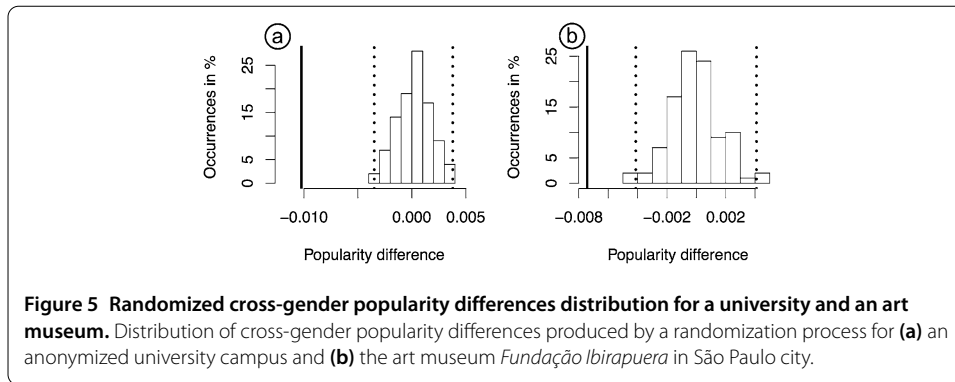 a
b
Occurrences in %
0 5 15 25
−0.010 0.000 0.005
Popularity difference
Occurrences in %
0 5 15 25
−0.008 −0.002 0.002
Popularity difference
Figure 5 Randomized cross-gender popularity differences distribution for a university and an art
museum. Distribution of cross-gender popularity differences produced by a randomization process for (a) an
anonymized university campus and (b) the art museum Fundação Ibirapuera in São Paulo city.